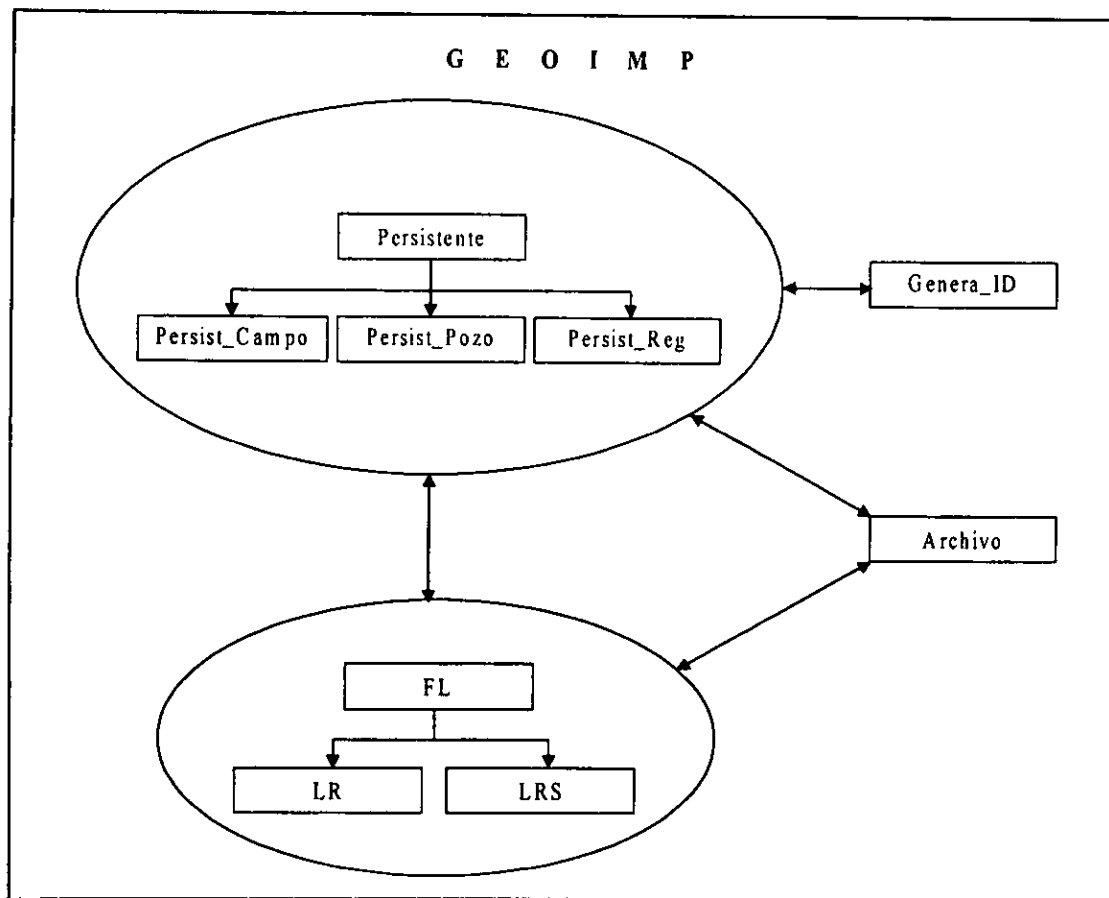 G E O I M P
Persistente
Genera_ID
Persist_Campo Persist_Pozo Persist_Reg
Archivo
FL
LR LRS